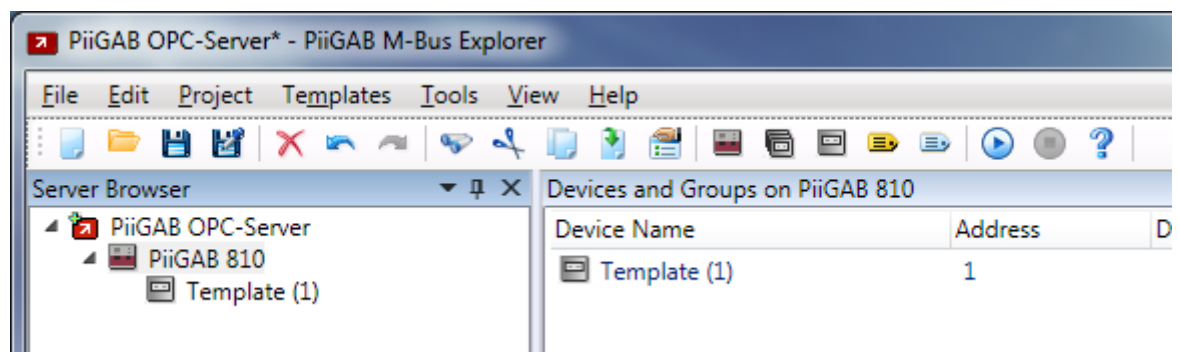 PiiGAB OPC-Server* - PiiGAB M-Bus Explorer
File Edit Project Templates Tools View Help
Server Browser
Devices and Groups on PiiGAB 810
PiiGAB OPC-Server
PiiGAB 810
Template (1)
Device Name Address D
Template (1) 1